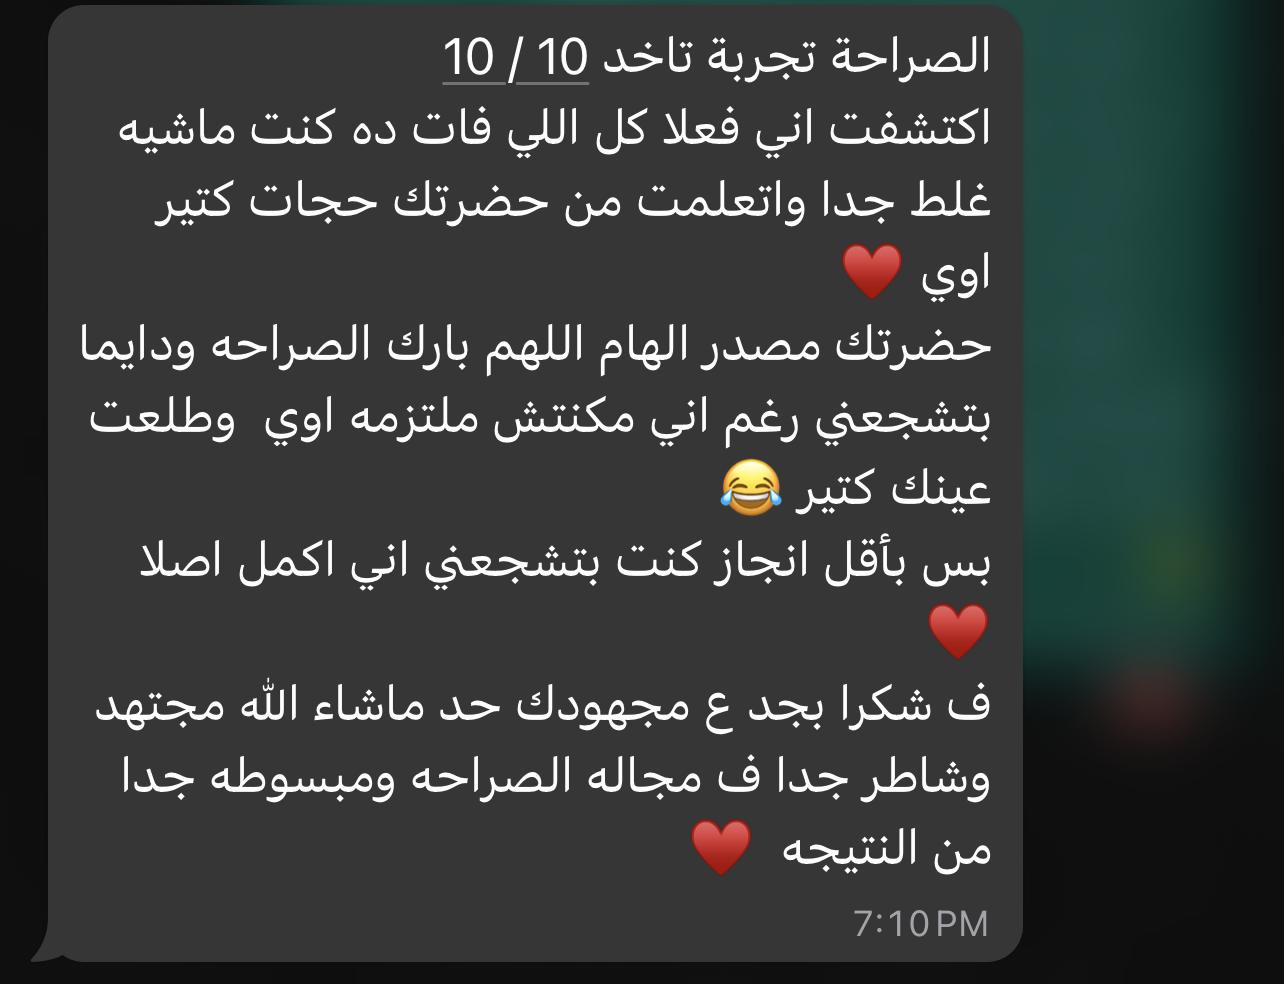 الصراحة تجربة تاخد 10 / 10
اكتشفت اني فعلا كل اللي فات ده كنت ماشيه
غلط جدا واتعلمت من حضرتك حجات كتير
اوي ♥️
حضرتك مصدر الهام اللهم بارك الصراحه ودايما
بتشجعني رغم اني مكنتش ملتزمه اوي  وطلعت
عينك كتير 😂
بس بأقل انجاز كنت بتشجعني اني اكمل اصلا
♥️
ف شكرا بجد ع مجهودك حد ماشاء الله مجتهد
وشاطر جدا ف مجاله الصراحه ومبسوطه جدا
من النتيجه  ♥️
7:10 PM